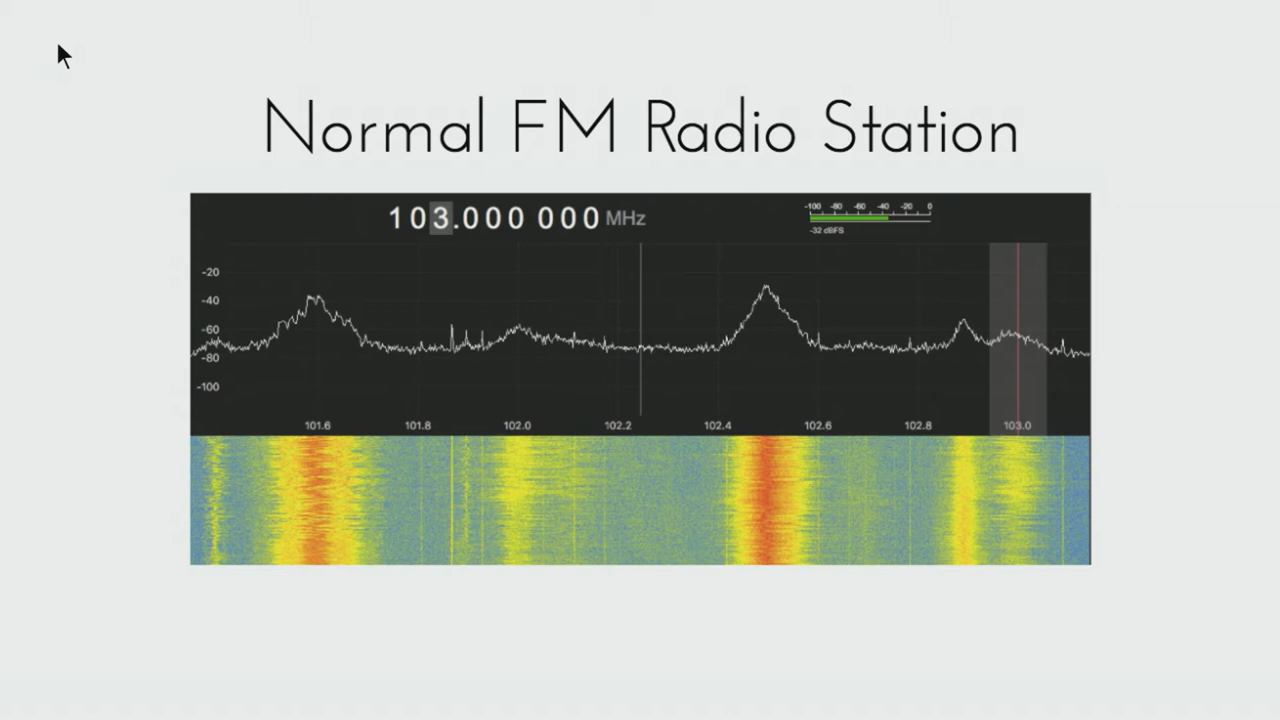 Normal FM Radio Station
103.000 000 MHz
-100 -80 -60 -40 -20 0
-32 dBFS
-20
-40
-60
-80
-100
101.6 101.8 102.0 102.2 102.4 102.6 102.8 103.0